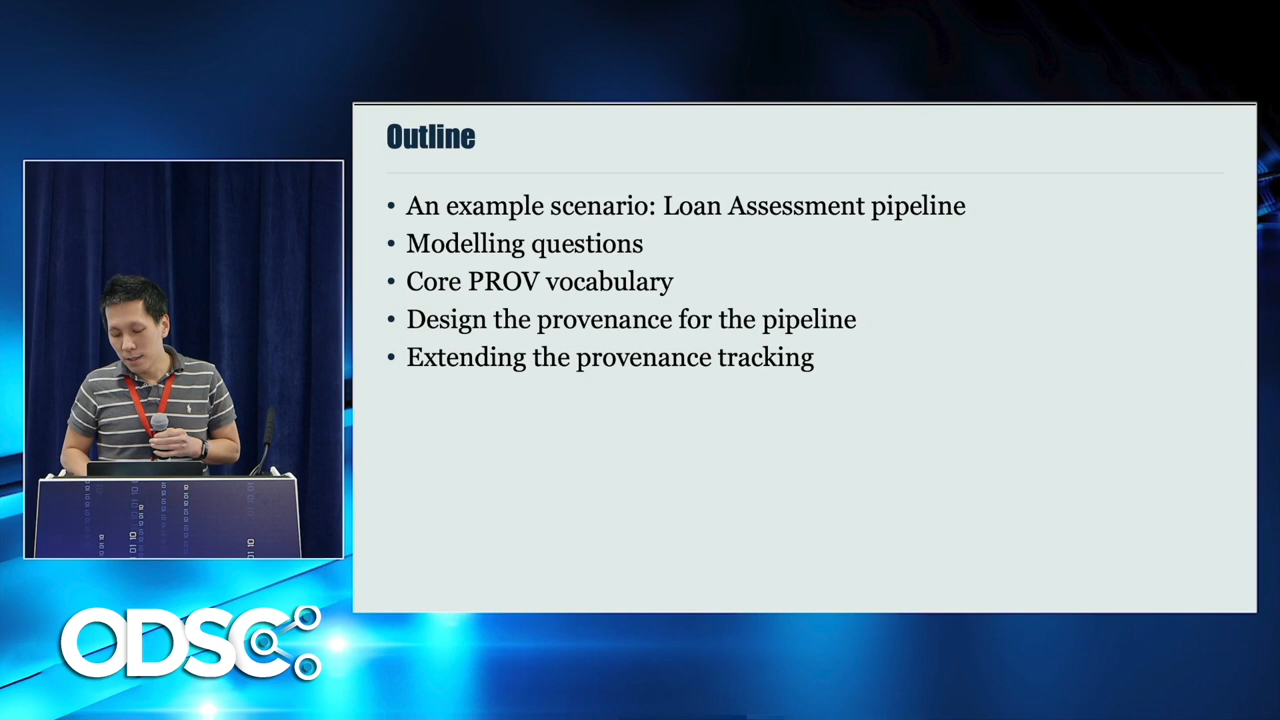 Outline
• An example scenario: Loan Assessment pipeline
• Modelling questions
• Core PROV vocabulary
• Design the provenance for the pipeline
• Extending the provenance tracking
ODSC